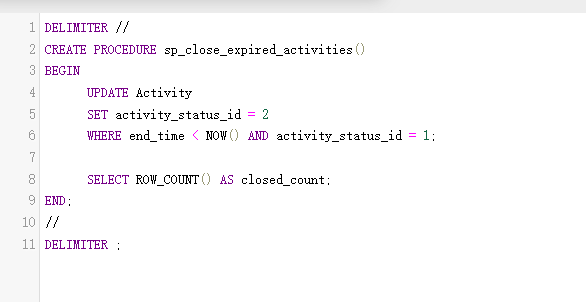 1 DELIMITER //
2 CREATE PROCEDURE sp_close_expired_activities()
3 BEGIN
4 UPDATE Activity
5 SET activity_status_id = 2
6 WHERE end_time < NOW() AND activity_status_id = 1;
7
8 SELECT ROW_COUNT() AS closed_count;
9 END;
10 //
11 DELIMITER ;